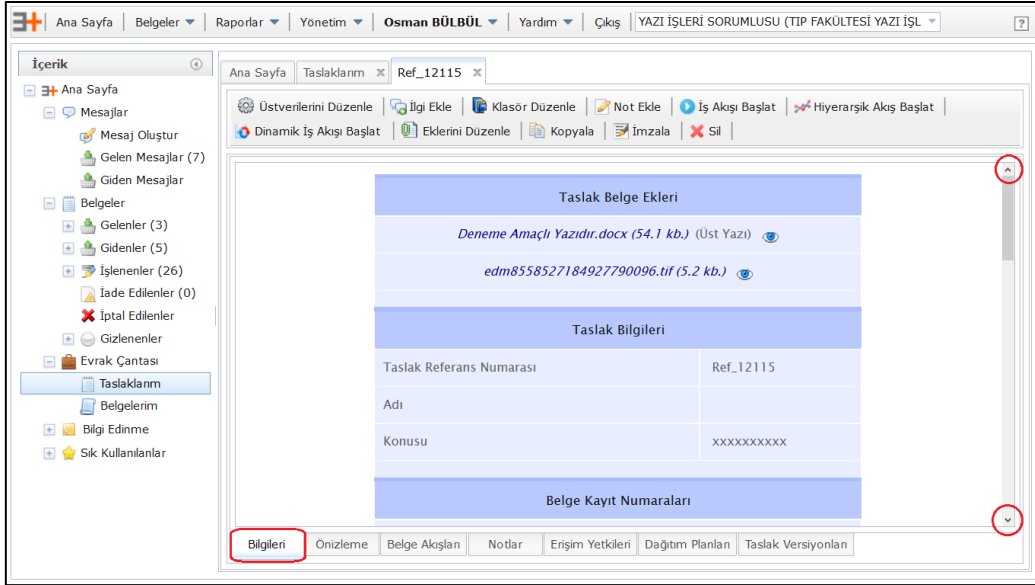 Ana Sayfa Belgeler Raporlar Yönetim Osman BÜLBÜL Yardım Çıkış YAZI İŞLERİ SORUMLUSU (TIP FAKÜLTESİ YAZI İŞL ?
İçerik
Ana Sayfa
Mesajlar
Mesaj Oluştur
Gelen Mesajlar (7)
Giden Mesajlar
Belgeler
Gelenler (3)
Gidenler (5)
İşlenenler (26)
İade Edilenler (0)
İptal Edilenler
Gizlenenler
Evrak Çantası
Taslaklarım
Belgelerim
Bilgi Edinme
Sık Kullanılanlar
Ana Sayfa Taslaklarım x Ref_12115 x
Üstverilerini Düzenle İlgi Ekle Klasör Düzenle Not Ekle İş Akışı Başlat Hiyerarşik Akış Başlat
Dinamik İş Akışı Başlat Eklerini Düzenle Kopyala İmzala Sil
Taslak Belge Ekleri
Deneme Amaçlı Yazıdır.docx (54.1 kb.) (Üst Yazı)
edm8558527184927790096.tif (5.2 kb.)
Taslak Bilgileri
Taslak Referans Numarası Ref_12115
Adı
Konusu xxxxxxxxxx
Belge Kayıt Numaraları
Bilgileri Önizleme Belge Akışları Notlar Erişim Yetkileri Dağıtım Planları Taslak Versiyonları